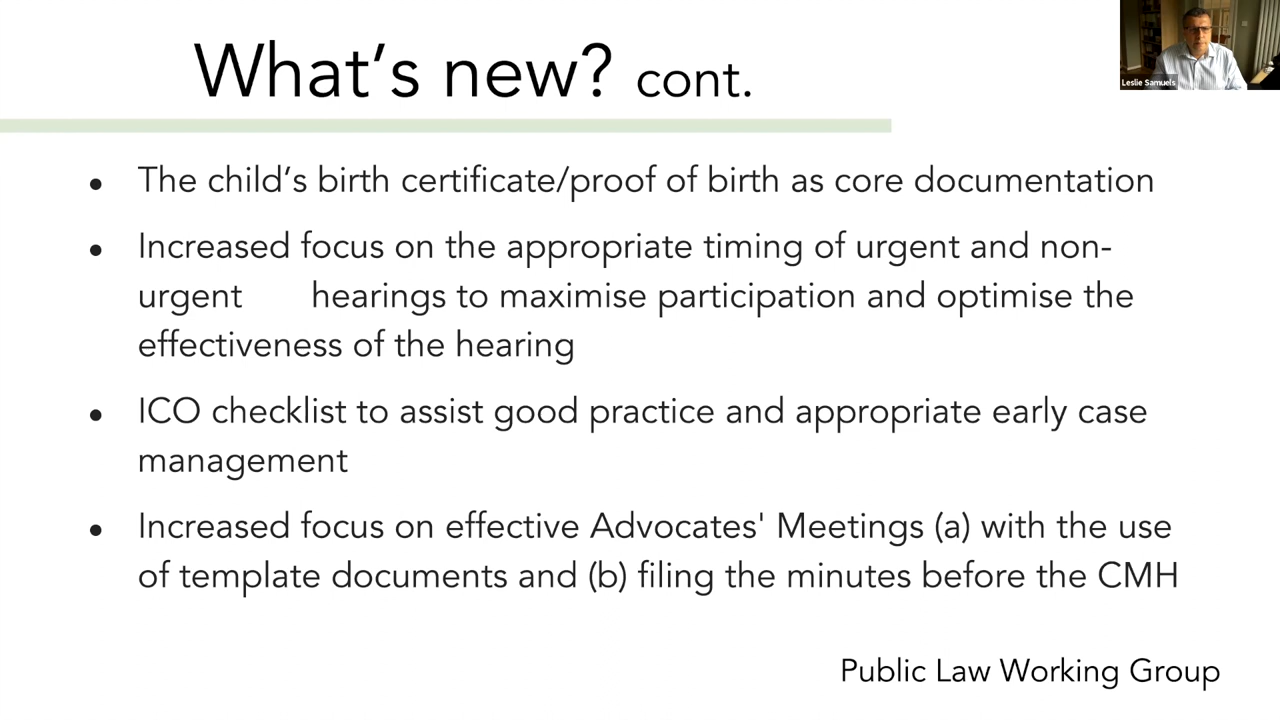 What's new? cont.
Leslie Samuels
● The child's birth certificate/proof of birth as core documentation
● Increased focus on the appropriate timing of urgent and non-
urgent hearings to maximise participation and optimise the
effectiveness of the hearing
● ICO checklist to assist good practice and appropriate early case
management
● Increased focus on effective Advocates' Meetings (a) with the use
of template documents and (b) filing the minutes before the CMH
Public Law Working Group